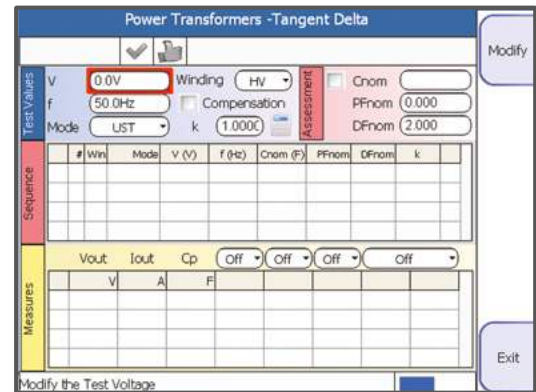 Power Transformers -Tangent Delta
Modify
Test Values
V 0.0V Winding HV
f 50.0Hz Compensation
Mode UST k 1.000(
Assessment
Cnom
PFnom 0.000
DFnom 2.000
Sequence
# Win Mode V (V) f (Hz) Cnom (F) PFnom DFnom k
Measures
Vout Iout Cp Off Off Off Off
V A F
Exit
Modify the Test Voltage